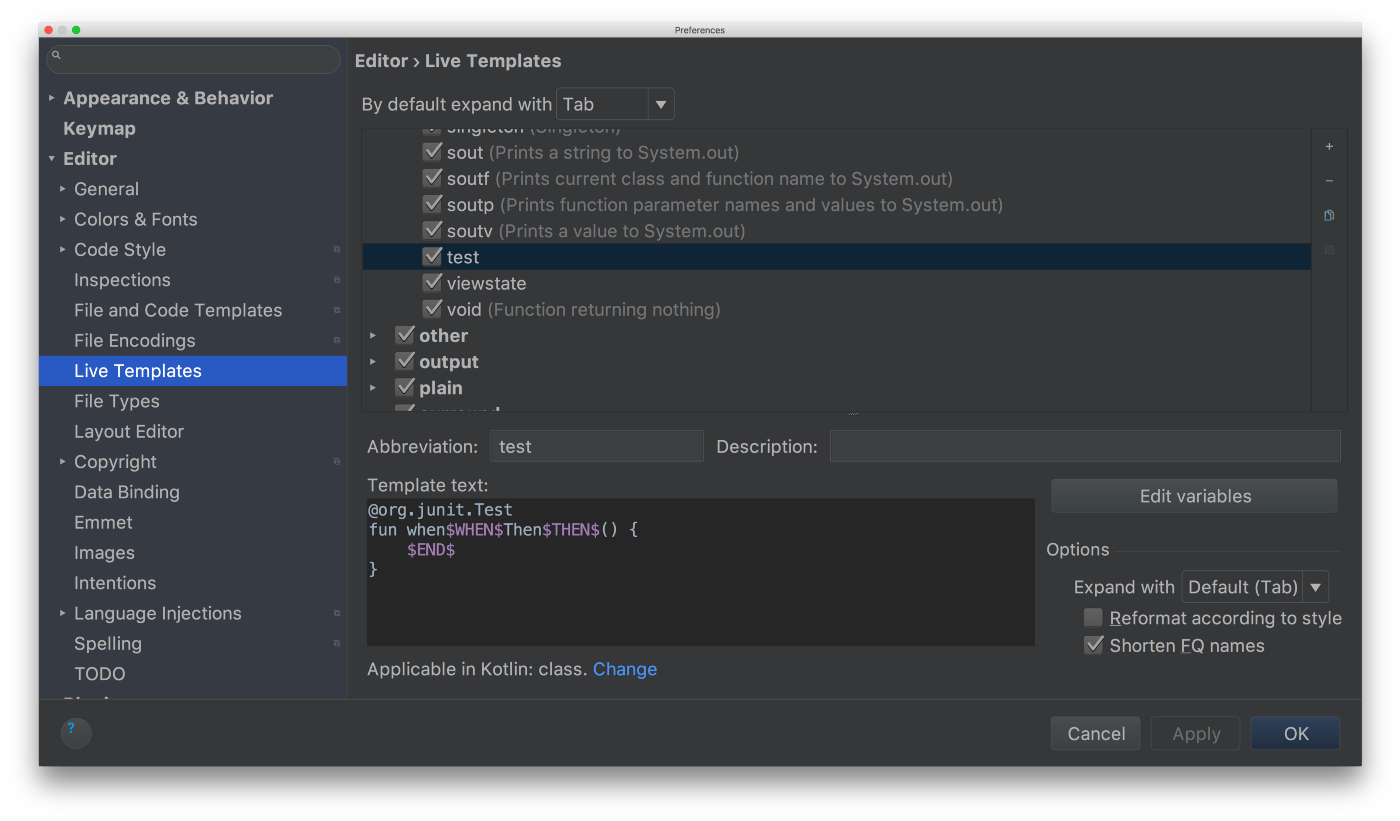 Preferences
Appearance & Behavior
Keymap
Editor
General
Colors & Fonts
Code Style
Inspections
File and Code Templates
File Encodings
Live Templates
File Types
Layout Editor
Copyright
Data Binding
Emmet
Images
Intentions
Language Injections
Spelling
TODO
Editor › Live Templates
By default expand with Tab
singleton (Singleton)
sout (Prints a string to System.out)
soutf (Prints current class and function name to System.out)
soutp (Prints function parameter names and values to System.out)
soutv (Prints a value to System.out)
test
viewstate
void (Function returning nothing)
other
output
plain
Abbreviation: test Description:
Template text:
@org.junit.Test
fun when$WHEN$Then$THEN$() {
$END$
}
Edit variables
Options
Expand with Default (Tab)
Reformat according to style
Shorten FQ names
Applicable in Kotlin: class. Change
?
Cancel Apply OK